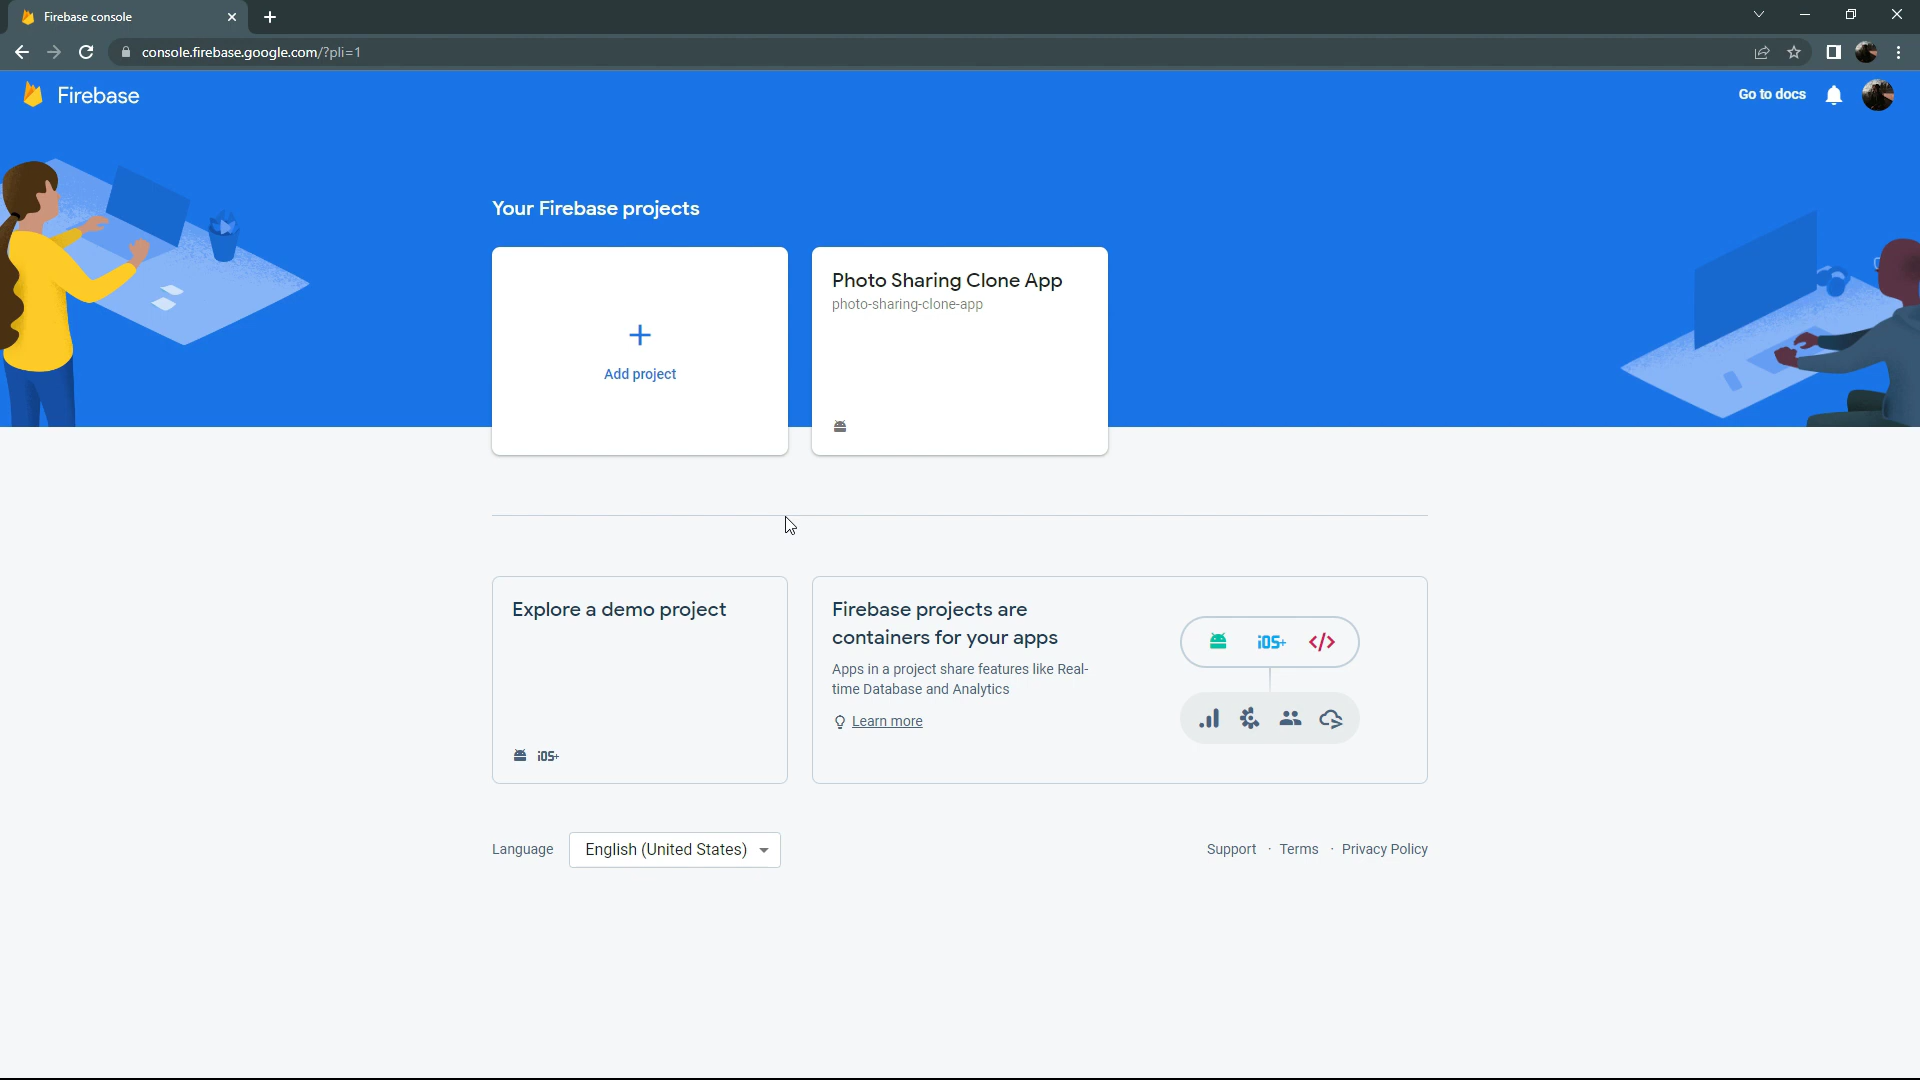 Firebase console
console.firebase.google.com/?pli=1
Firebase
Go to docs
Your Firebase projects
Add project
Photo Sharing Clone App
photo-sharing-clone-app
Explore a demo project
iOS+
Firebase projects are
containers for your apps
Apps in a project share features like Real-
time Database and Analytics
Learn more
iOS+
Language
English (United States)
Support · Terms · Privacy Policy